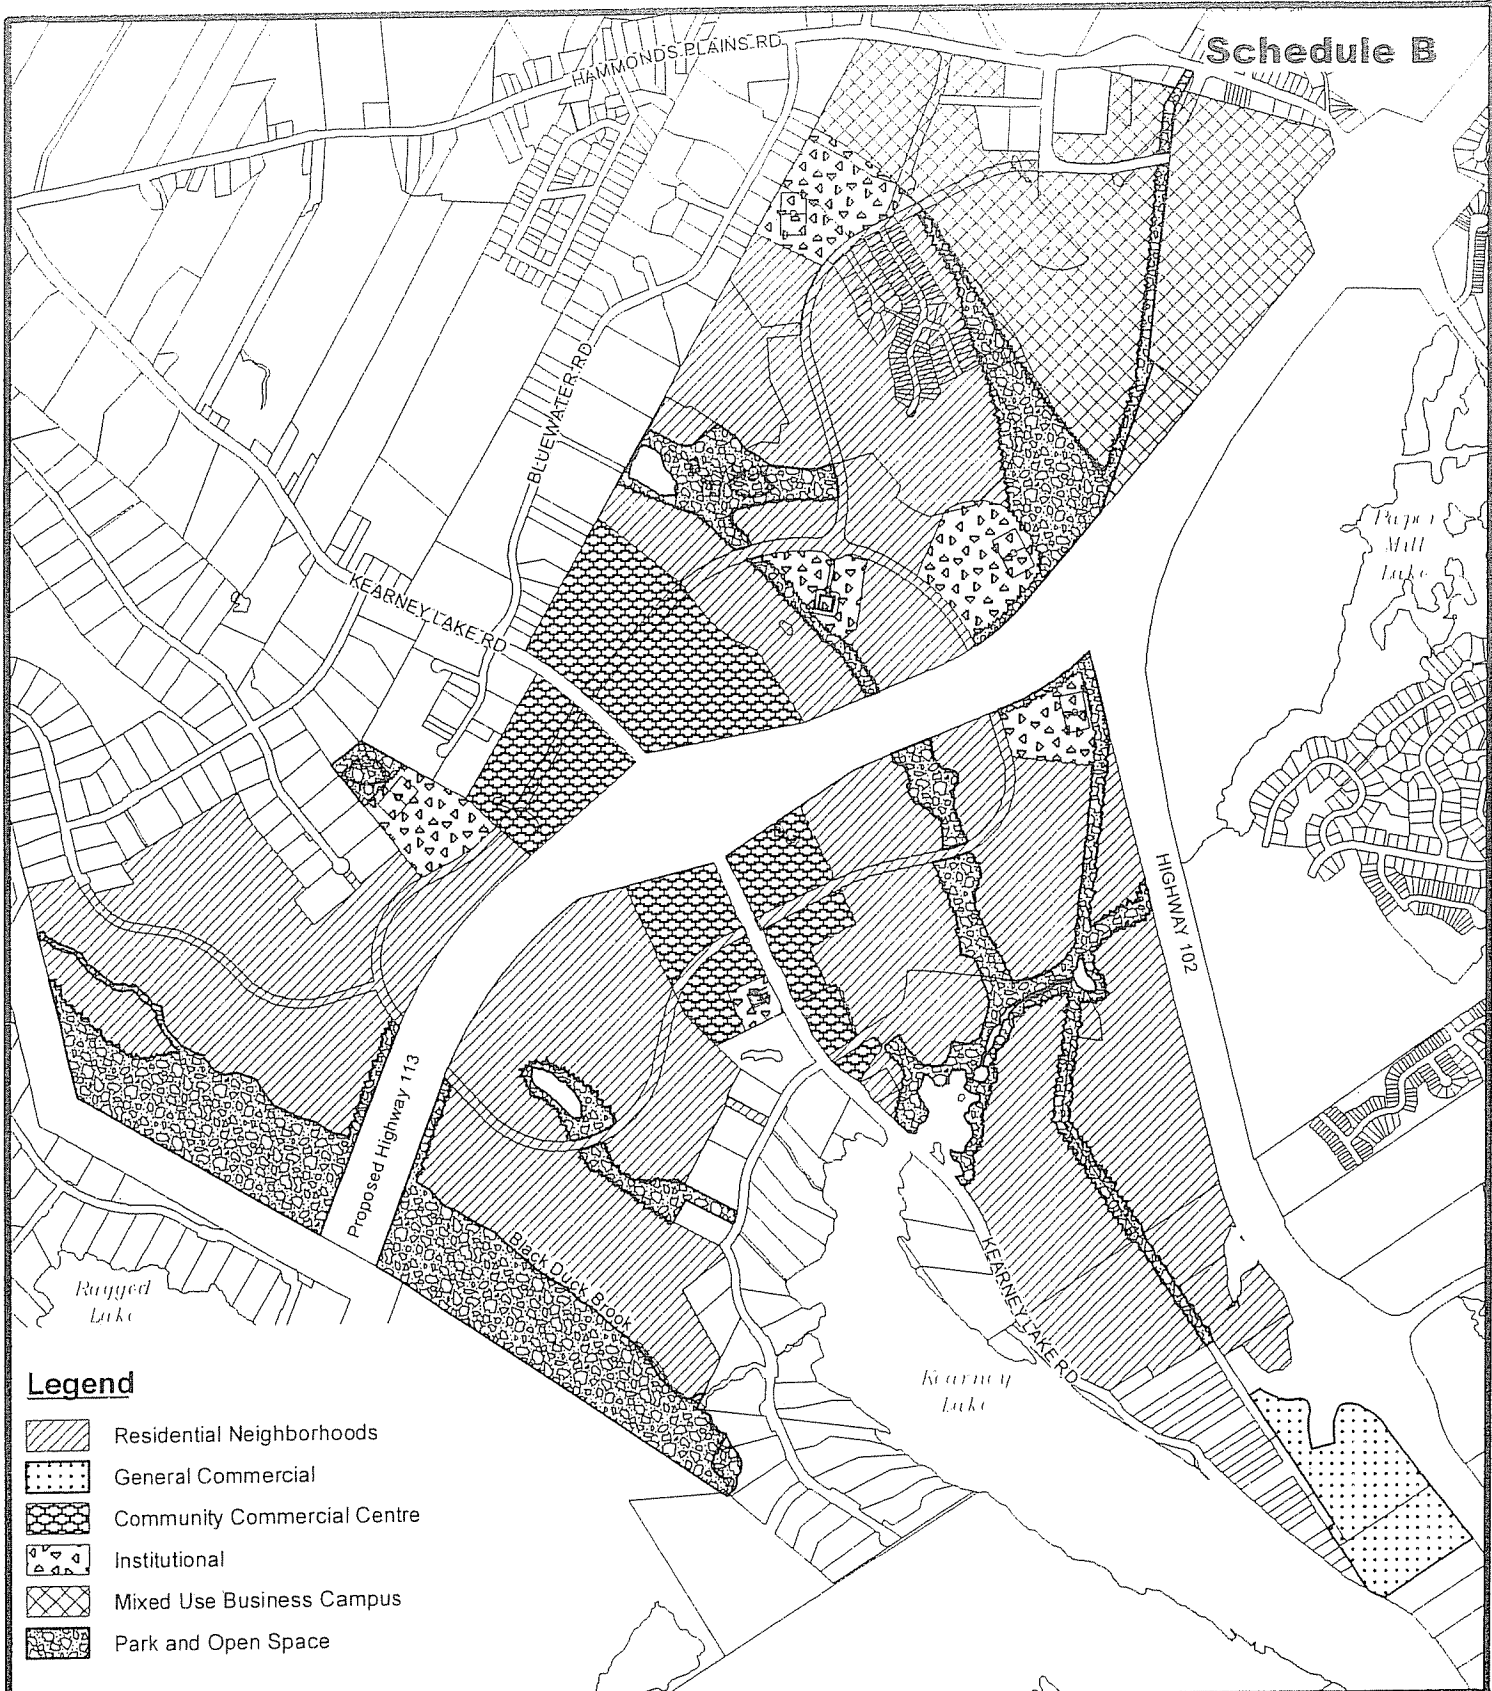 Schedule B
HAMMONDS PLAINS RD
BLUEWATER RD
KEARNEY LAKE RD
Paper
Mill
Lake
HIGHWAY 102
Proposed Highway 113
Black Duck Brook
KEARNEY LAKE RD
Ragged
Lake
Kearney
Lake
Legend
Residential Neighborhoods
General Commercial
Community Commercial Centre
Institutional
Mixed Use Business Campus
Park and Open Space